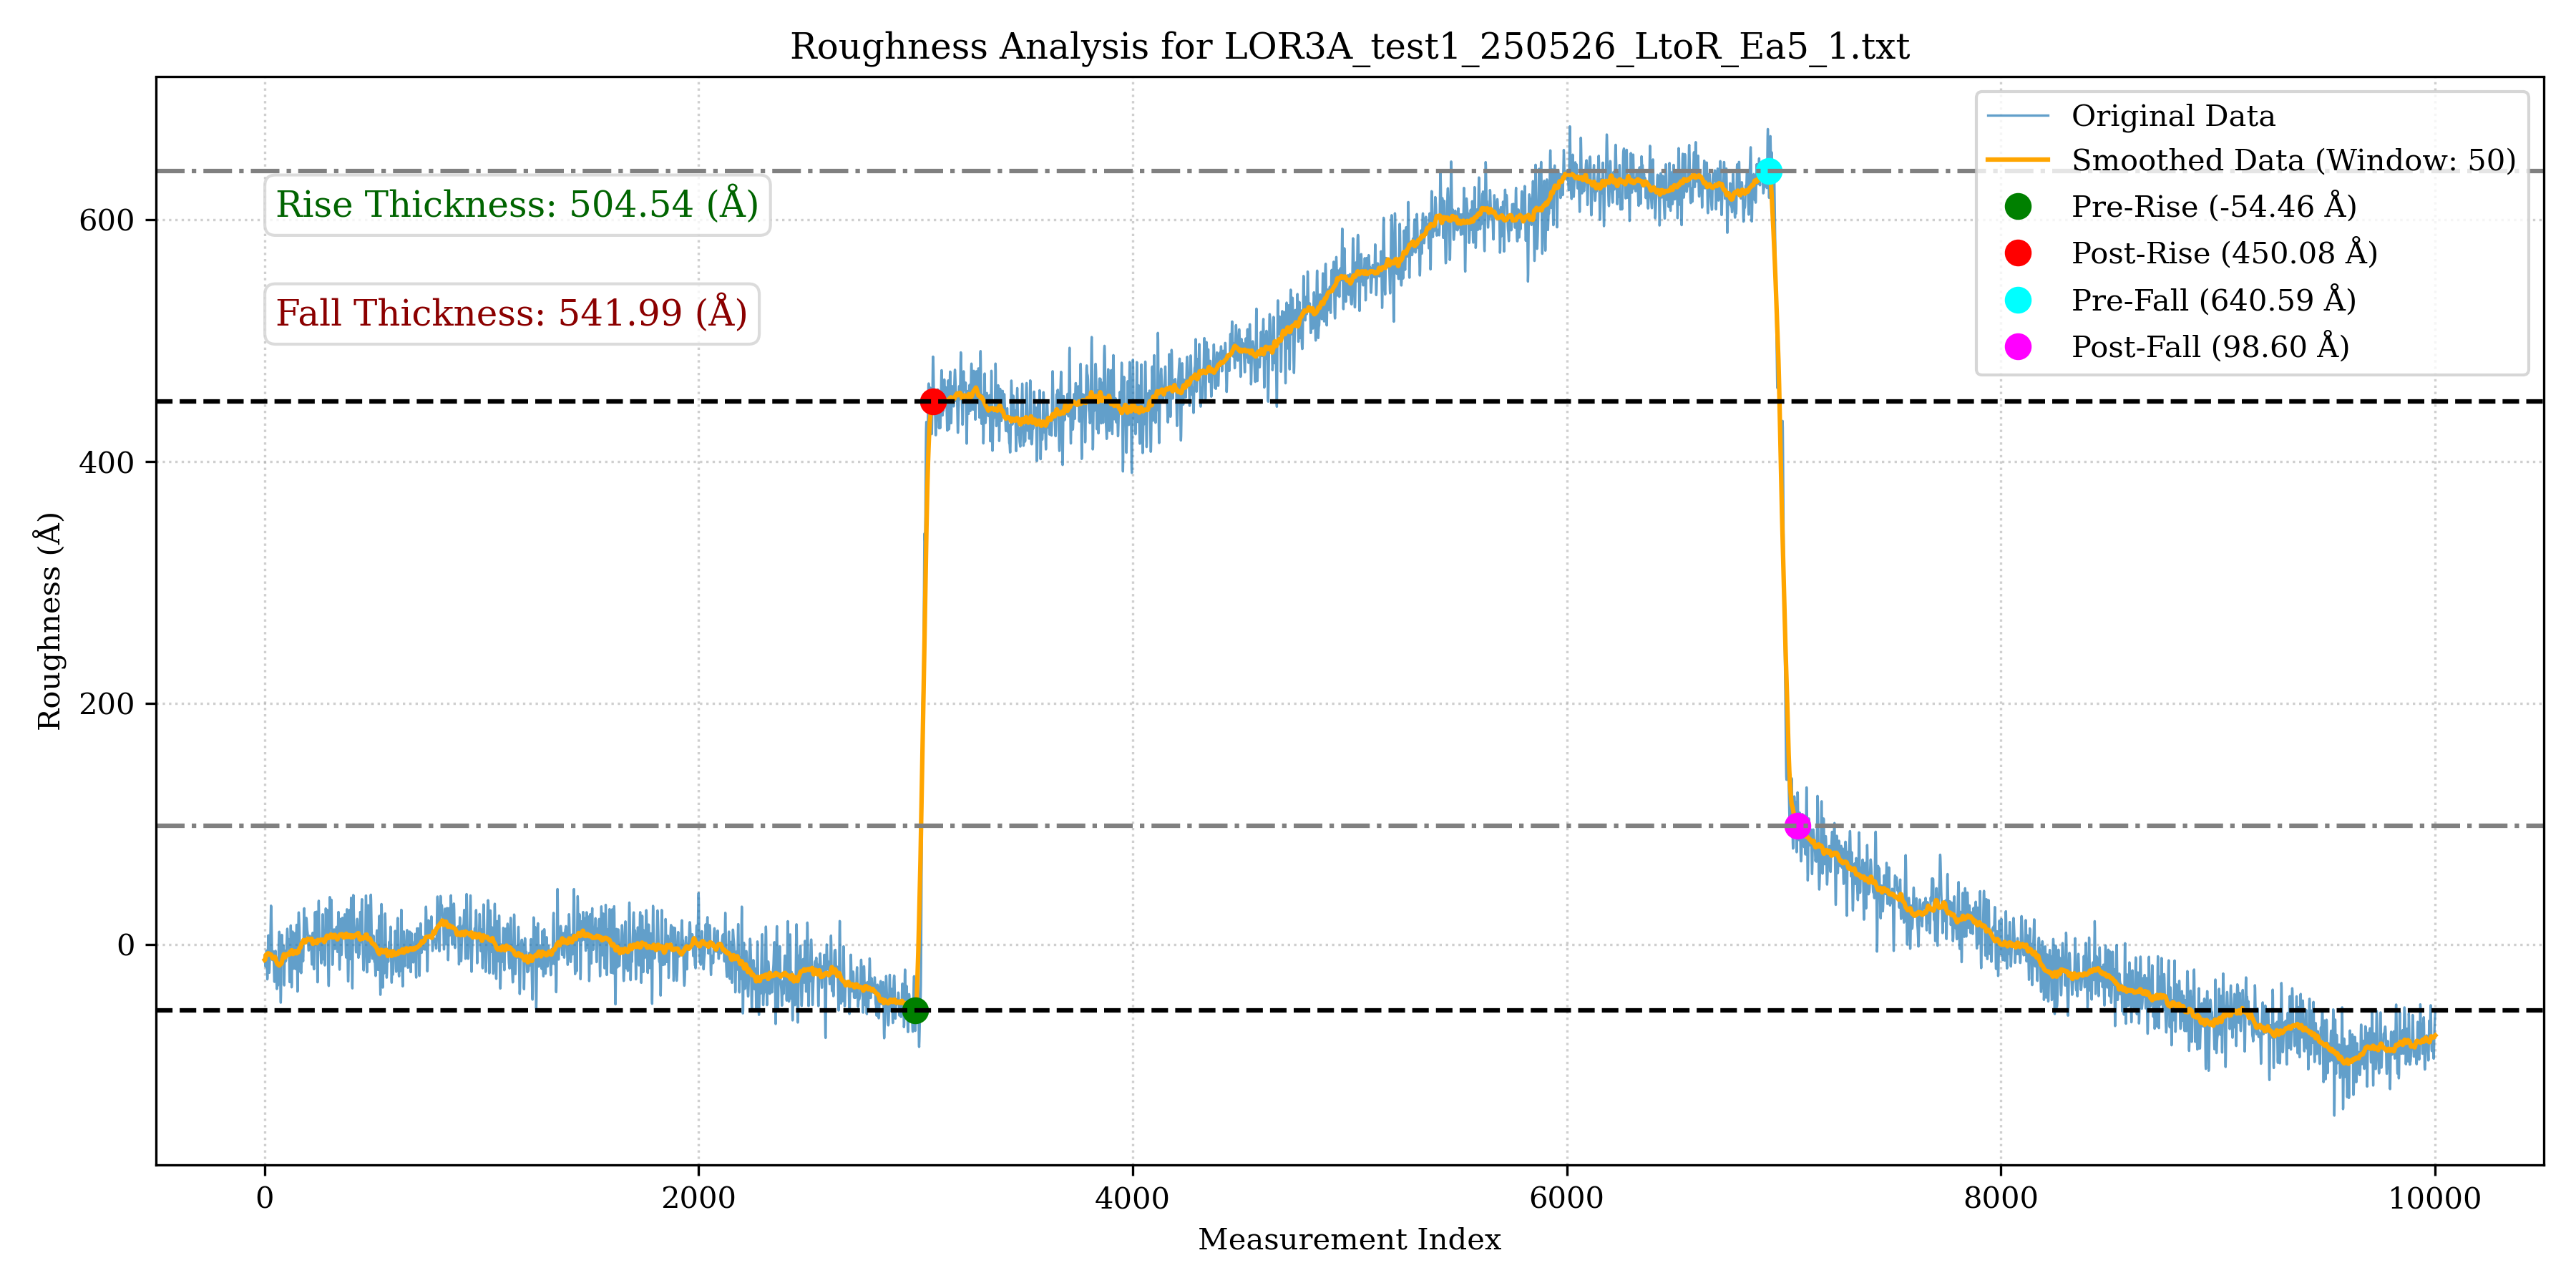 Roughness Analysis for LOR3A_test1_250526_LtoR_Ea5_1.txt
Original Data
Smoothed Data (Window: 50)
Pre-Rise (-54.46 Å)
Post-Rise (450.08 Å)
Pre-Fall (640.59 Å)
Post-Fall (98.60 Å)
Rise Thickness: 504.54 (Å)
Fall Thickness: 541.99 (Å)
Roughness (Å)
600
400
200
0
0 2000 4000 6000 8000 10000
Measurement Index